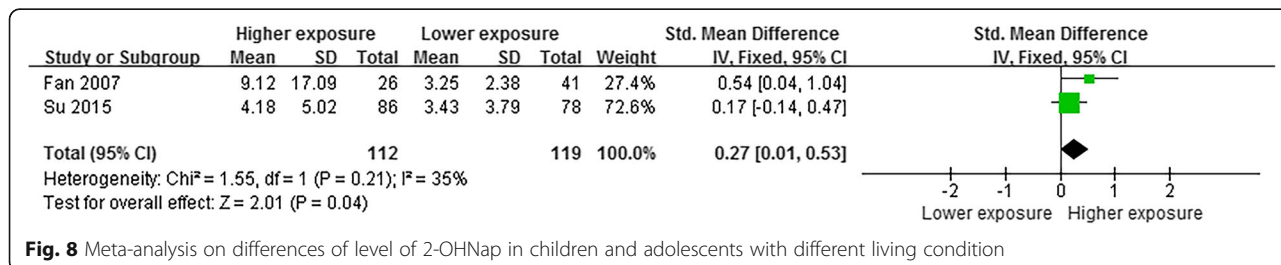 Higher exposure Lower exposure Std. Mean Difference Std. Mean Difference
Study or Subgroup Mean SD Total Mean SD Total Weight IV, Fixed, 95% CI IV, Fixed, 95% CI
Fan 2007 9.12 17.09 26 3.25 2.38 41 27.4% 0.54 [0.04, 1.04]
Su 2015 4.18 5.02 86 3.43 3.79 78 72.6% 0.17 [-0.14, 0.47]
Total (95% CI) 112 119 100.0% 0.27 [0.01, 0.53]
Heterogeneity: Chi² = 1.55, df = 1 (P = 0.21); I² = 35%
Test for overall effect: Z = 2.01 (P = 0.04)
-2 -1 0 1 2
Lower exposure Higher exposure
Fig. 8 Meta-analysis on differences of level of 2-OHNap in children and adolescents with different living condition